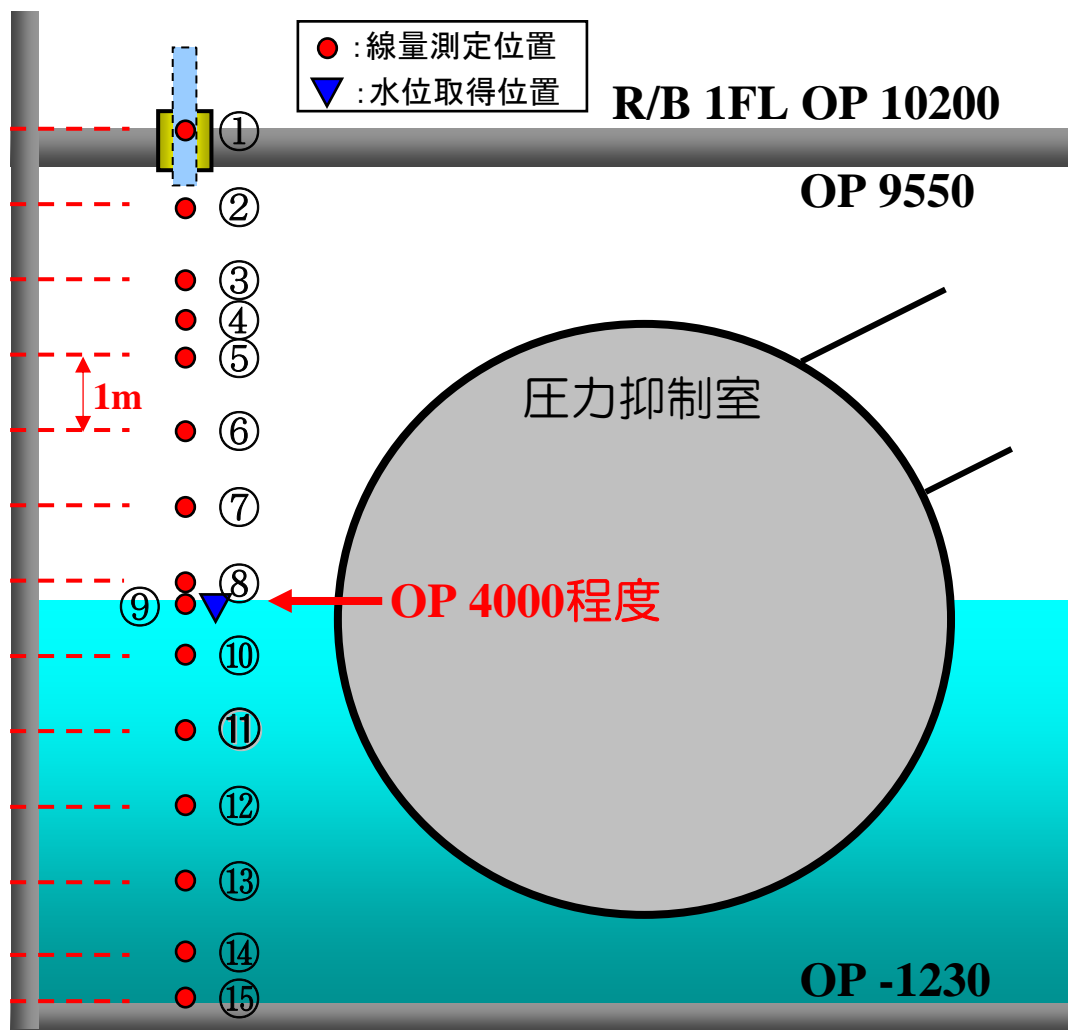 ：線量測定位置
：水位取得位置
R/B 1FL OP 10200
OP 9550
①
②
③
④
⑤
1m
⑥
⑦
⑧
⑨
⑩
⑪
⑫
⑬
⑭
⑮
圧力抑制室
OP 4000程度
OP -1230